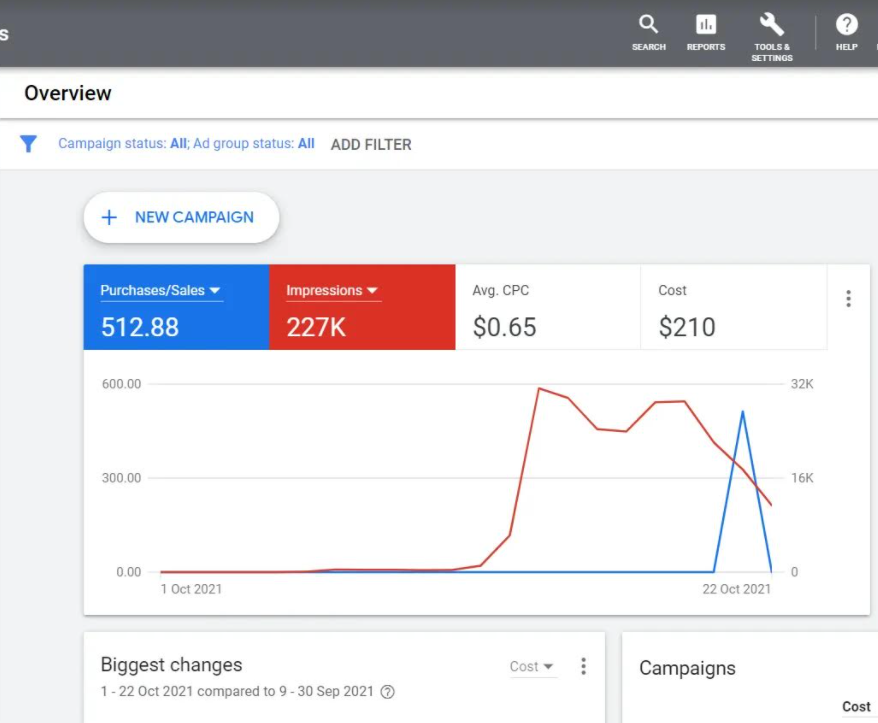 s
SEARCH
REPORTS
TOOLS &
SETTINGS
HELP
Overview
Campaign status: All; Ad group status: All ADD FILTER
+ NEW CAMPAIGN
Purchases/Sales
512.88
Impressions
227K
Avg. CPC
$0.65
Cost
$210
600.00
32K
300.00
16K
0.00
0
1 Oct 2021
22 Oct 2021
Biggest changes
Cost
1 - 22 Oct 2021 compared to 9 - 30 Sep 2021
Campaigns
Cost